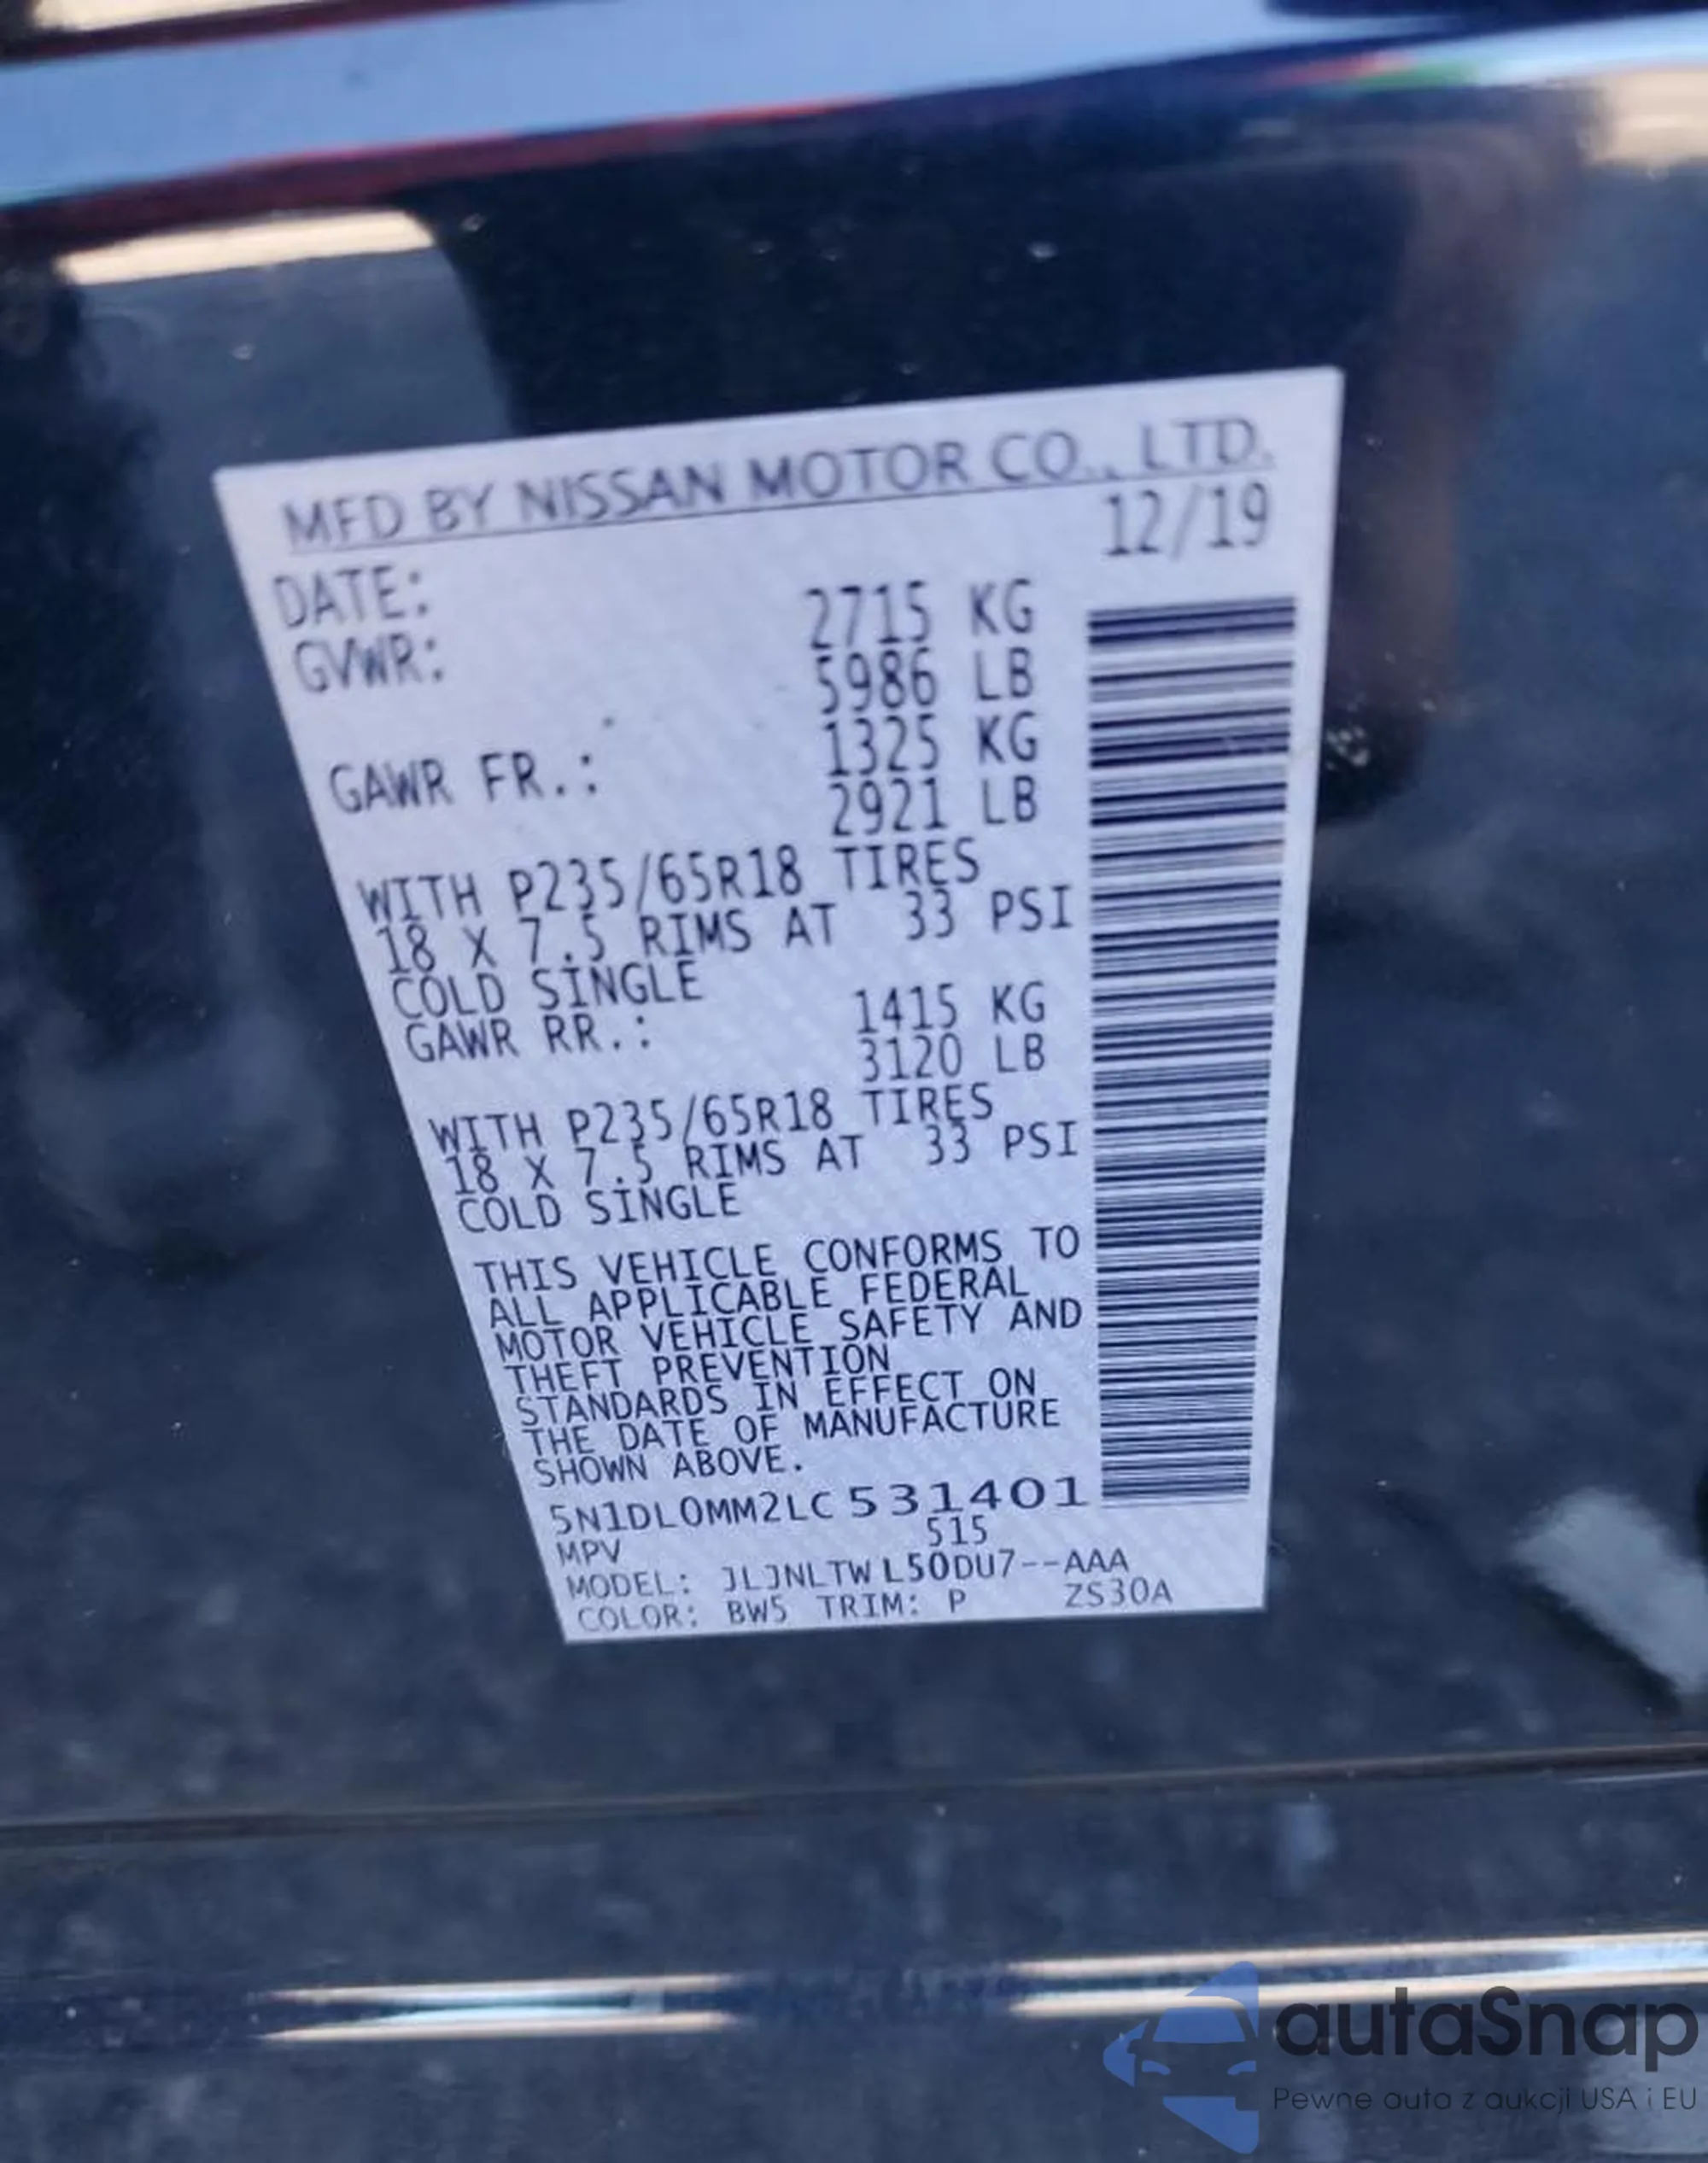 MFD BY NISSAN MOTOR CO., LTD.
DATE: 12/19
GVWR: 2715 KG
5986 LB
GAWR FR.: 1325 KG
2921 LB
WITH P235/65R18 TIRES
18 X 7.5 RIMS AT 33 PSI
COLD SINGLE
GAWR RR.: 1415 KG
3120 LB
WITH P235/65R18 TIRES
18 X 7.5 RIMS AT 33 PSI
COLD SINGLE
THIS VEHICLE CONFORMS TO
ALL APPLICABLE FEDERAL
MOTOR VEHICLE SAFETY AND
THEFT PREVENTION
STANDARDS IN EFFECT ON
THE DATE OF MANUFACTURE
SHOWN ABOVE.
5N1DL0MM2LC531401
MPV 515
MODEL: JLJNLTWL50DU7--AAA
COLOR: BW5 TRIM: P ZS30A
autaSnap
Pewne auta z aukcji USA i EU